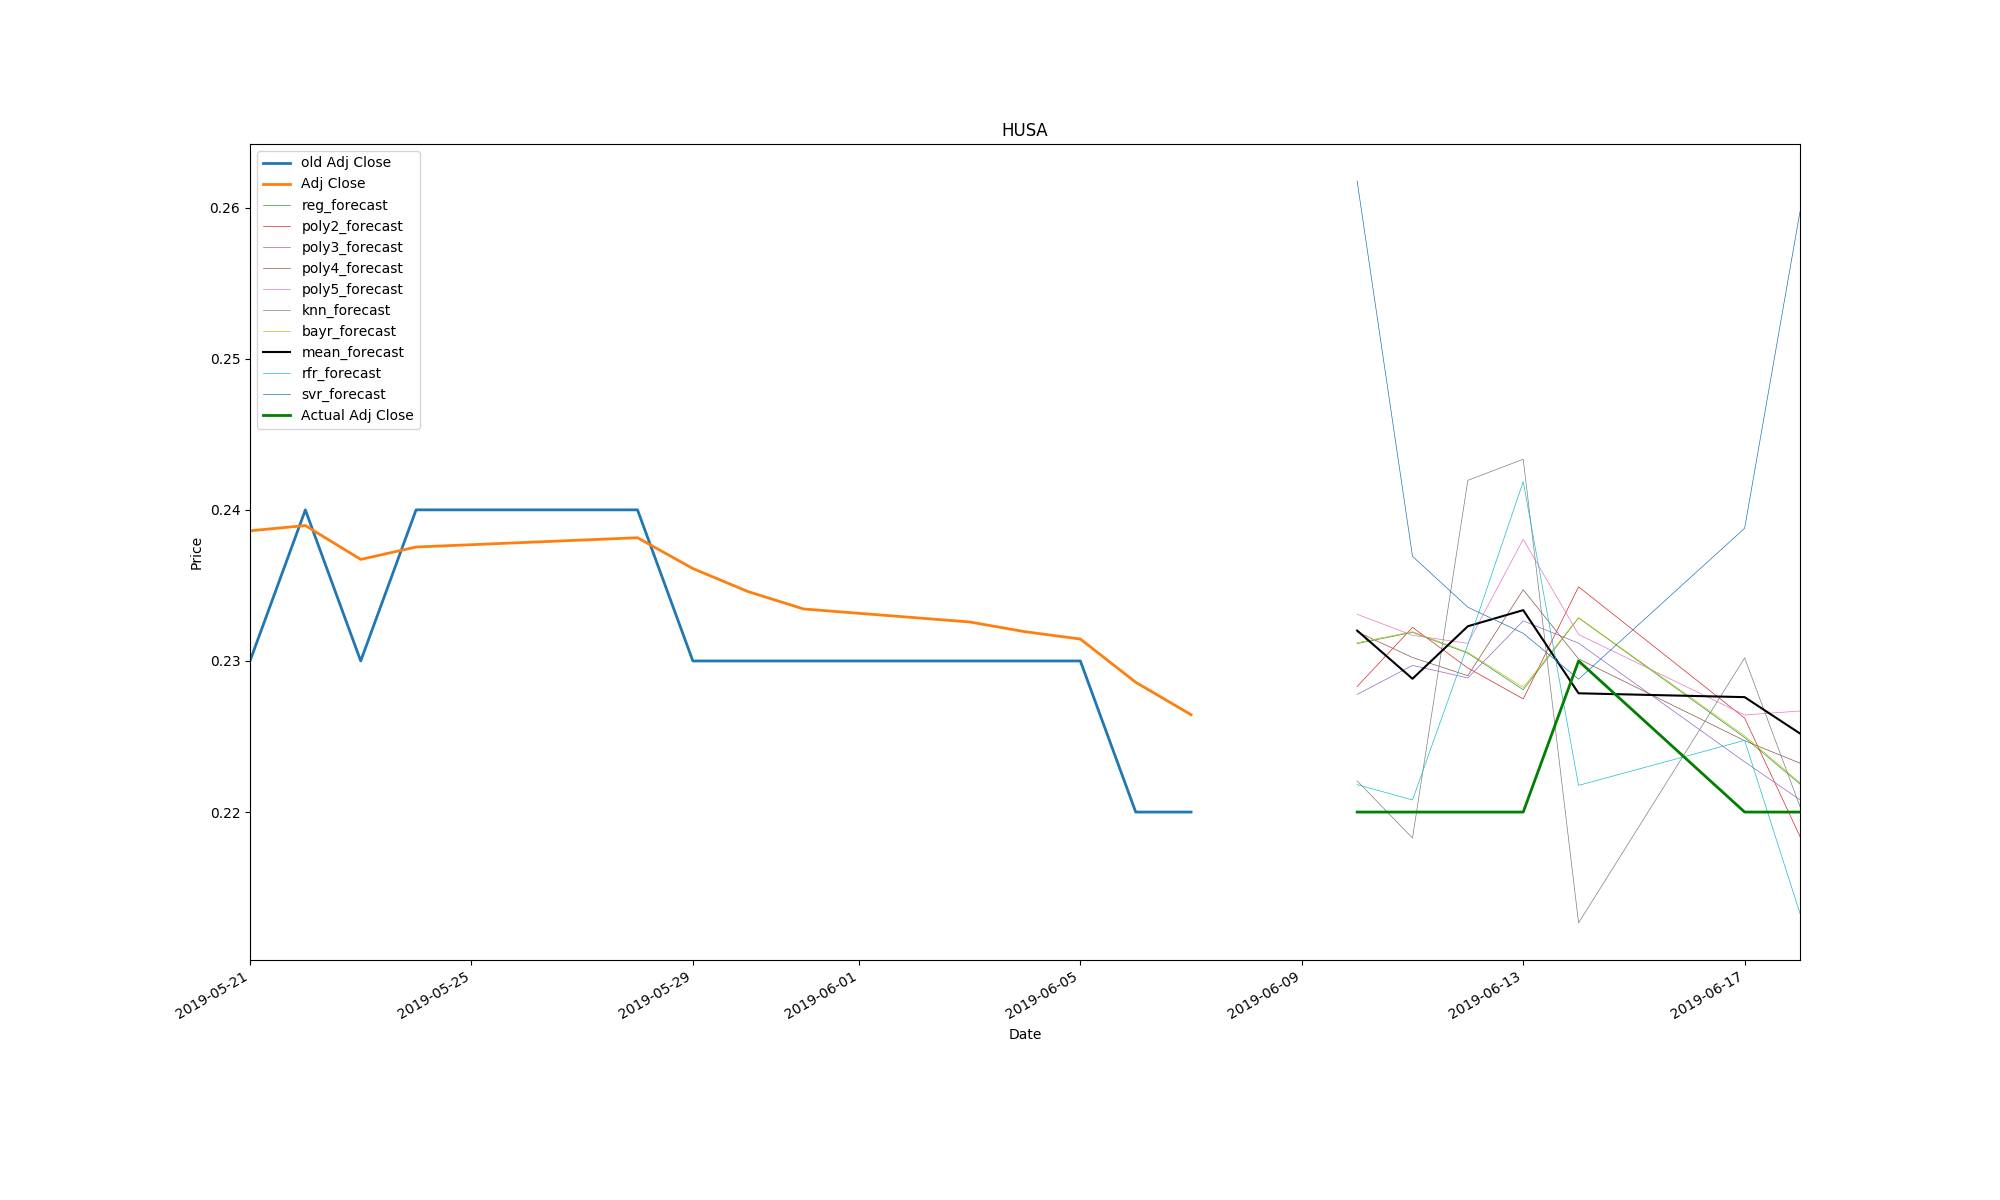 HUSA
old Adj Close
Adj Close
reg_forecast
poly2_forecast
poly3_forecast
poly4_forecast
poly5_forecast
knn_forecast
bayr_forecast
mean_forecast
rfr_forecast
svr_forecast
Actual Adj Close
0.26
0.25
0.24
0.23
0.22
Price
2019-05-21
2019-05-25
2019-05-29
2019-06-01
2019-06-05
2019-06-09
2019-06-13
2019-06-17
Date